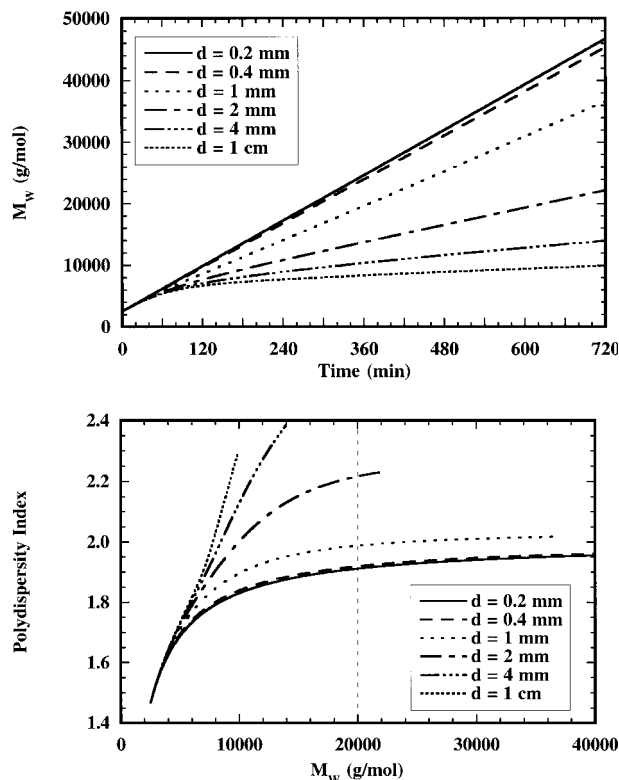 50000
40000
30000
20000
10000
0
M_w (g/mol)
d = 0.2 mm
d = 0.4 mm
d = 1 mm
d = 2 mm
d = 4 mm
d = 1 cm
0 120 240 360 480 600 720
Time (min)
2.4
2.2
2.0
1.8
1.6
1.4
Polydispersity Index
d = 0.2 mm
d = 0.4 mm
d = 1 mm
d = 2 mm
d = 4 mm
d = 1 cm
0 10000 20000 30000 40000
M_w (g/mol)